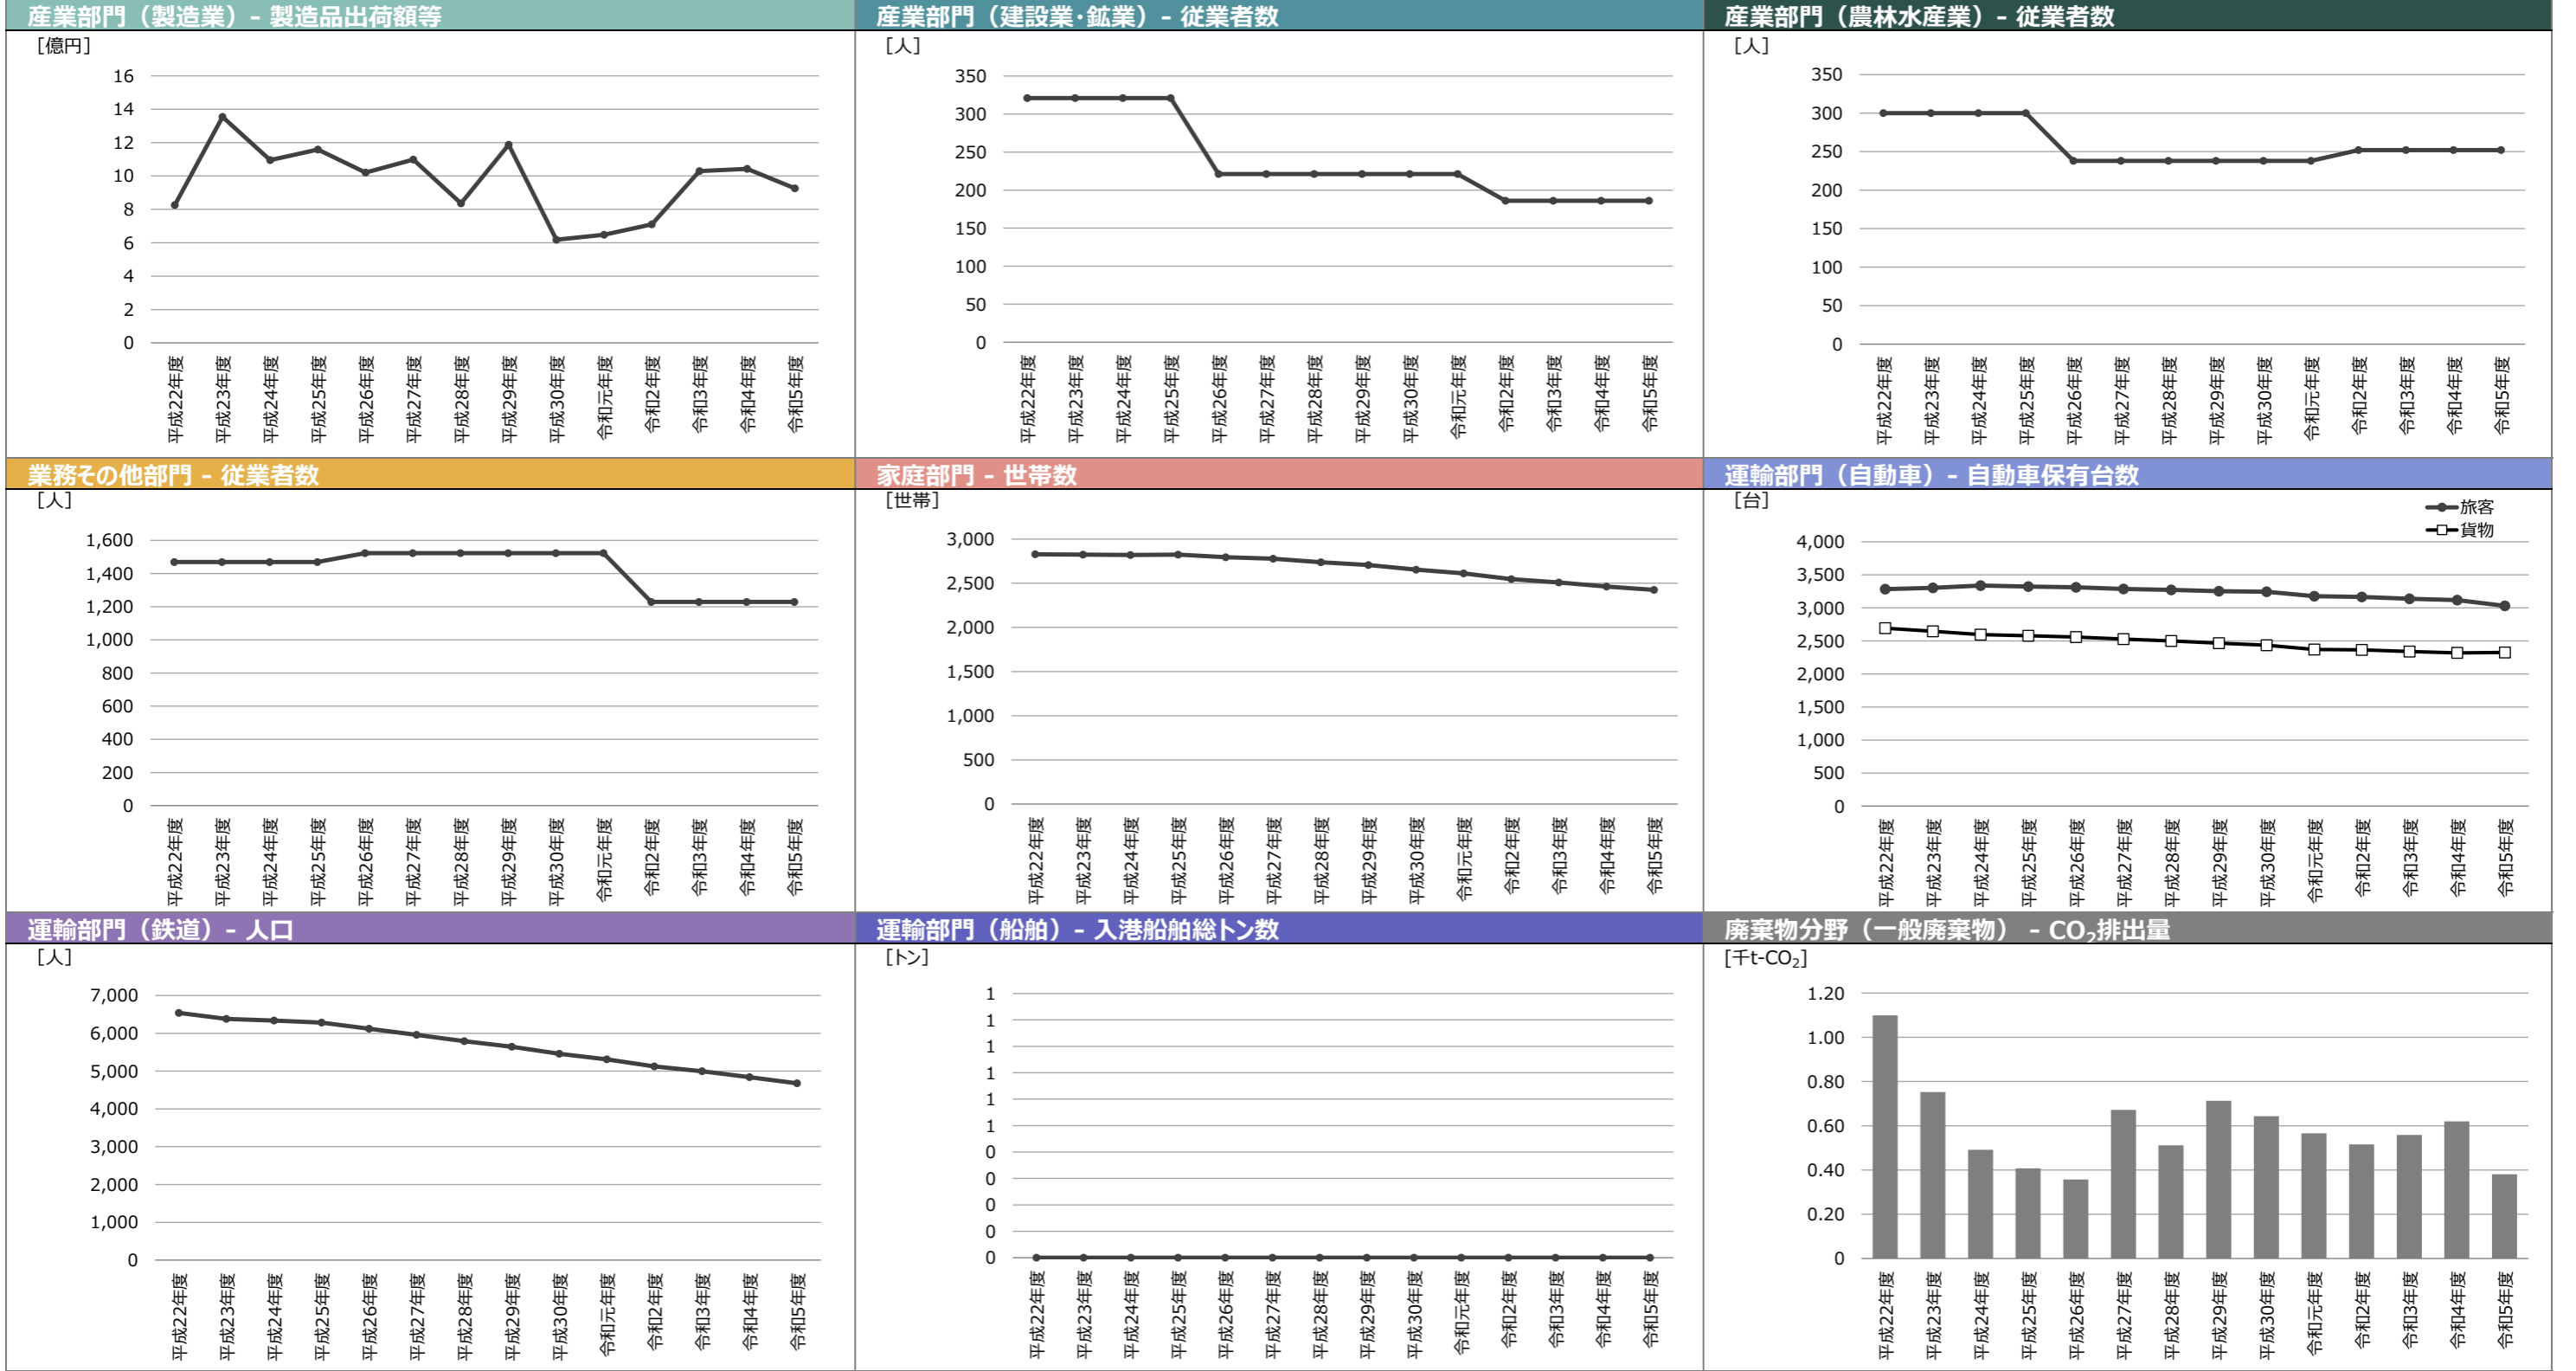 産業部門（製造業）- 製造品出荷額等
[億円]
16
14
12
10
8
6
4
2
0
平成22年度
平成23年度
平成24年度
平成25年度
平成26年度
平成27年度
平成28年度
平成29年度
平成30年度
令和元年度
令和2年度
令和3年度
令和4年度
令和5年度
産業部門（建設業･鉱業）- 従業者数
[人]
350
300
250
200
150
100
50
0
平成22年度
平成23年度
平成24年度
平成25年度
平成26年度
平成27年度
平成28年度
平成29年度
平成30年度
令和元年度
令和2年度
令和3年度
令和4年度
令和5年度
産業部門（農林水産業）- 従業者数
[人]
350
300
250
200
150
100
50
0
平成22年度
平成23年度
平成24年度
平成25年度
平成26年度
平成27年度
平成28年度
平成29年度
平成30年度
令和元年度
令和2年度
令和3年度
令和4年度
令和5年度
業務その他部門 - 従業者数
[人]
1,600
1,400
1,200
1,000
800
600
400
200
0
平成22年度
平成23年度
平成24年度
平成25年度
平成26年度
平成27年度
平成28年度
平成29年度
平成30年度
令和元年度
令和2年度
令和3年度
令和4年度
令和5年度
家庭部門 - 世帯数
[世帯]
3,000
2,500
2,000
1,500
1,000
500
0
平成22年度
平成23年度
平成24年度
平成25年度
平成26年度
平成27年度
平成28年度
平成29年度
平成30年度
令和元年度
令和2年度
令和3年度
令和4年度
令和5年度
運輸部門（自動車）- 自動車保有台数
[台]
旅客
貨物
4,000
3,500
3,000
2,500
2,000
1,500
1,000
500
0
平成22年度
平成23年度
平成24年度
平成25年度
平成26年度
平成27年度
平成28年度
平成29年度
平成30年度
令和元年度
令和2年度
令和3年度
令和4年度
令和5年度
運輸部門（鉄道）- 人口
[人]
7,000
6,000
5,000
4,000
3,000
2,000
1,000
0
平成22年度
平成23年度
平成24年度
平成25年度
平成26年度
平成27年度
平成28年度
平成29年度
平成30年度
令和元年度
令和2年度
令和3年度
令和4年度
令和5年度
運輸部門（船舶）- 入港船舶総トン数
[トン]
1
1
1
1
1
1
0
0
0
0
0
平成22年度
平成23年度
平成24年度
平成25年度
平成26年度
平成27年度
平成28年度
平成29年度
平成30年度
令和元年度
令和2年度
令和3年度
令和4年度
令和5年度
廃棄物分野（一般廃棄物） - CO₂排出量
[千t-CO₂]
1.20
1.00
0.80
0.60
0.40
0.20
0
平成22年度
平成23年度
平成24年度
平成25年度
平成26年度
平成27年度
平成28年度
平成29年度
平成30年度
令和元年度
令和2年度
令和3年度
令和4年度
令和5年度